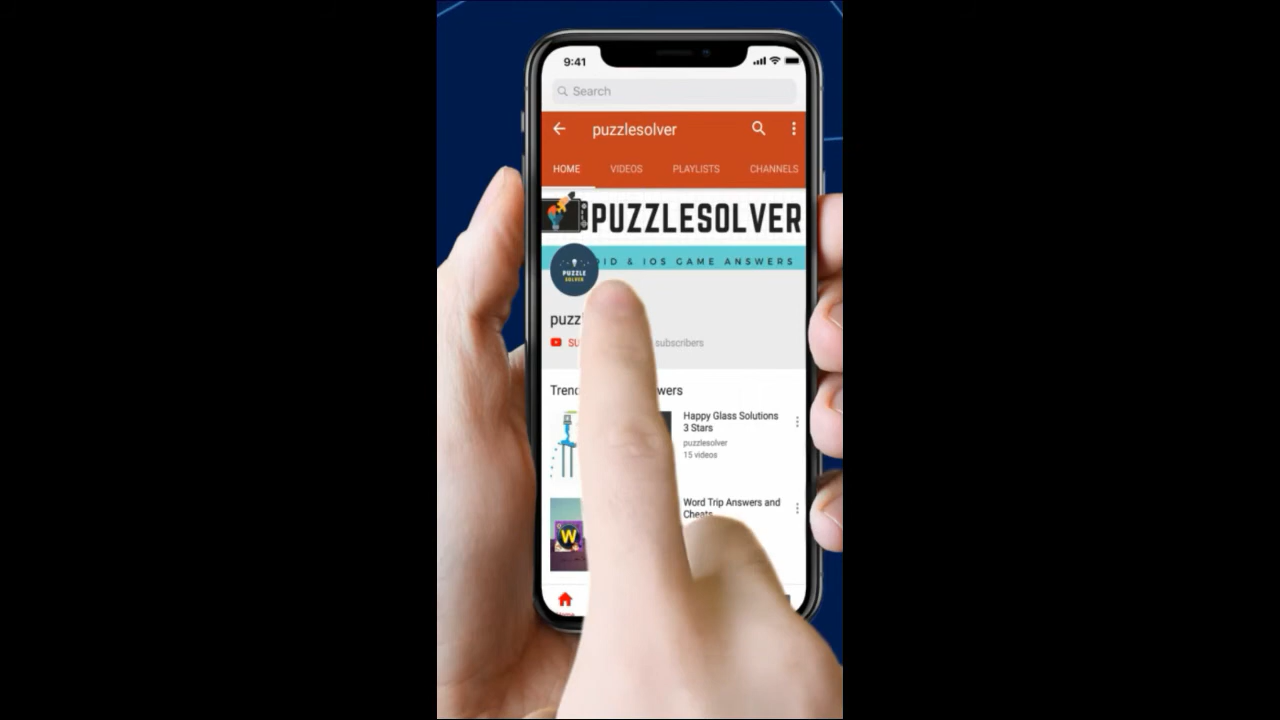 9:41
Search
puzzlesolver
HOME VIDEOS PLAYLISTS CHANNELS
PUZZLESOLVER
ID & IOS GAME ANSWERS
PUZZLE
SOLVER
subscribers
Happy Glass Solutions
3 Stars
puzzlesolver
15 videos
W
Word Trip Answers and
Cheats